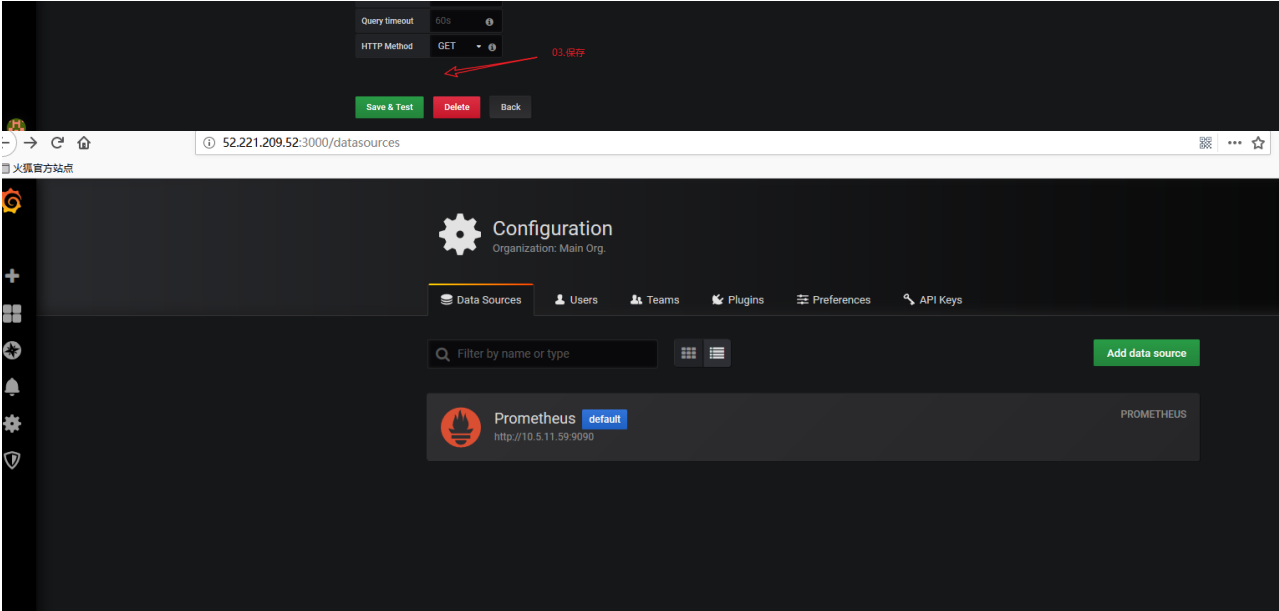 Query timeout 60s
HTTP Method GET
03.保存
Save & Test Delete Back
52.221.209.52:3000/datasources
火狐官方站点
Configuration
Organization: Main Org.
Data Sources Users Teams Plugins Preferences API Keys
Filter by name or type Add data source
Prometheus default PROMETHEUS
http://10.5.11.59:9090